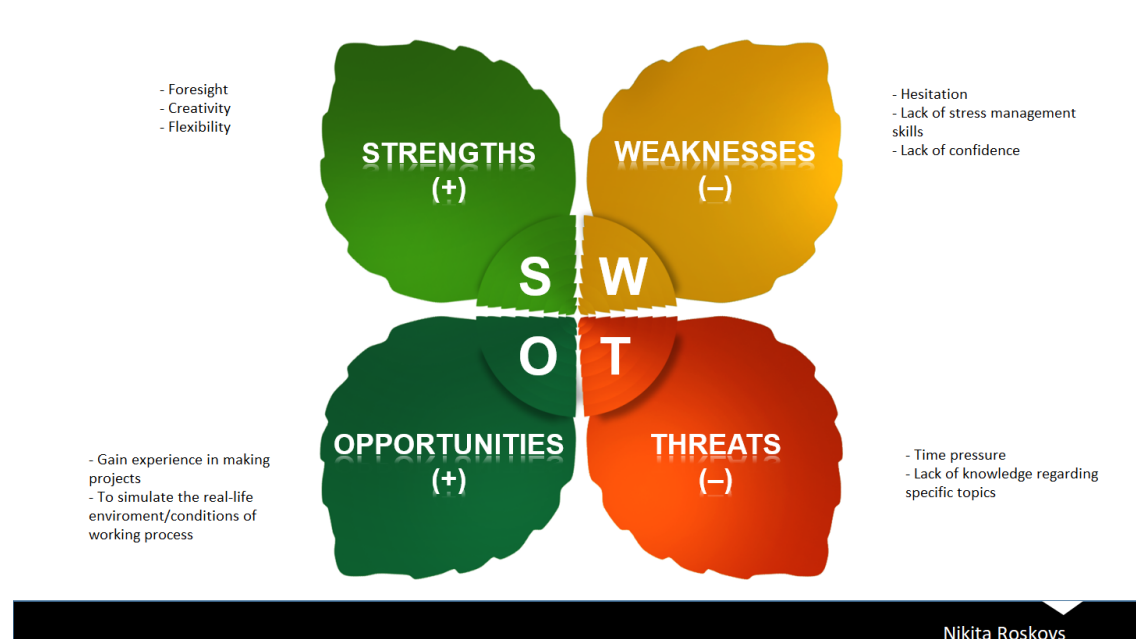 - Foresight
- Creativity
- Flexibility
STRENGTHS
(+)
WEAKNESSES
(–)
- Hesitation
- Lack of stress management
skills
- Lack of confidence
S
W
O
T
OPPORTUNITIES
(+)
THREATS
(–)
- Gain experience in making
projects
- To simulate the real-life
enviroment/conditions of
working process
- Time pressure
- Lack of knowledge regarding
specific topics
Nikita Roskovs